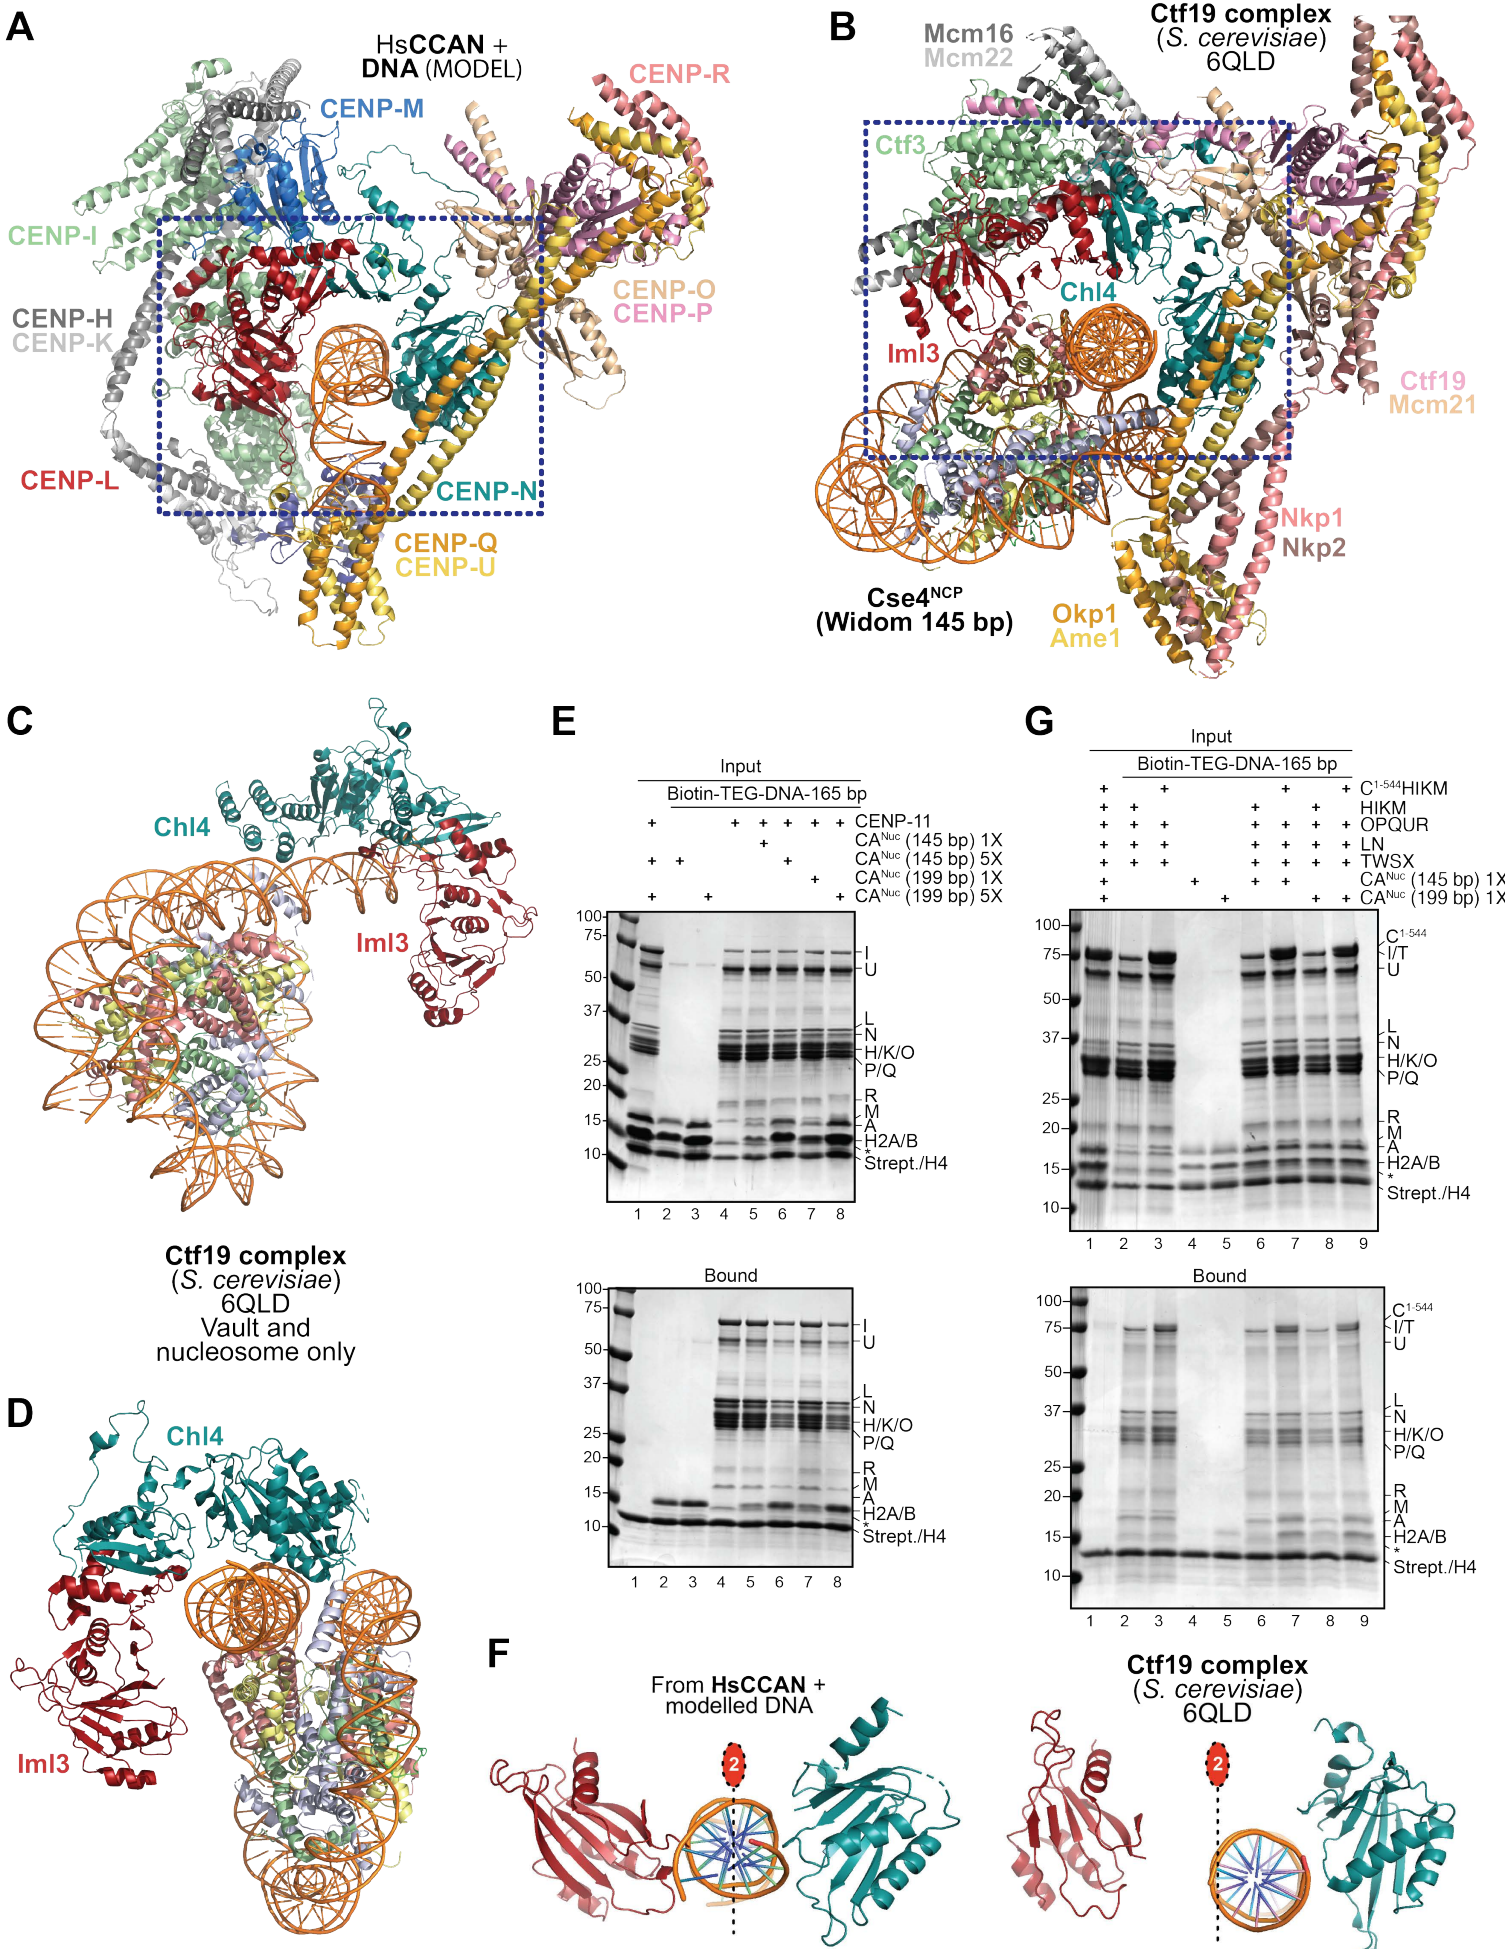 A
HsCCAN +
DNA (MODEL)
CENP-R
CENP-M
CENP-I
CENP-H
CENP-K
CENP-O
CENP-P
CENP-L
CENP-N
CENP-Q
CENP-U
B
Ctf19 complex
(S. cerevisiae)
6QLD
Mcm16
Mcm22
Ctf3
Chl4
Iml3
Ctf19
Mcm21
Nkp1
Nkp2
Cse4NCP
(Widom 145 bp)
Okp1
Ame1
C
Chl4
Iml3
Ctf19 complex
(S. cerevisiae)
6QLD
Vault and
nucleosome only
D
Chl4
Iml3
E
Input
Biotin-TEG-DNA-165 bp
+ + + + + + CENP-11
+ CANuc (145 bp) 1X
+ + + CANuc (145 bp) 5X
+ CANuc (199 bp) 1X
+ + + CANuc (199 bp) 5X
100
75
50
37
25
20
15
10
I
U
L
N
H/K/O
P/Q
R
M
A
H2A/B
*
Strept./H4
1 2 3 4 5 6 7 8
Bound
100
75
50
37
25
20
15
10
I
U
L
N
H/K/O
P/Q
R
M
A
H2A/B
*
Strept./H4
1 2 3 4 5 6 7 8
G
Input
Biotin-TEG-DNA-165 bp
+ + + + C1-544HIKM
+ + + + HIKM
+ + + + + + + OPQUR
+ + + + + + + LN
+ + + + + + + TWSX
+ + + + CANuc (145 bp) 1X
+ + + + CANuc (199 bp) 1X
100
75
50
37
25
20
15
10
C1-544
I/T
U
L
N
H/K/O
P/Q
R
M
A
H2A/B
*
Strept./H4
1 2 3 4 5 6 7 8 9
Bound
100
75
50
37
25
20
15
10
C1-544
I/T
U
L
N
H/K/O
P/Q
R
M
A
H2A/B
*
Strept./H4
1 2 3 4 5 6 7 8 9
F
From HsCCAN +
modelled DNA
2
Ctf19 complex
(S. cerevisiae)
6QLD
2